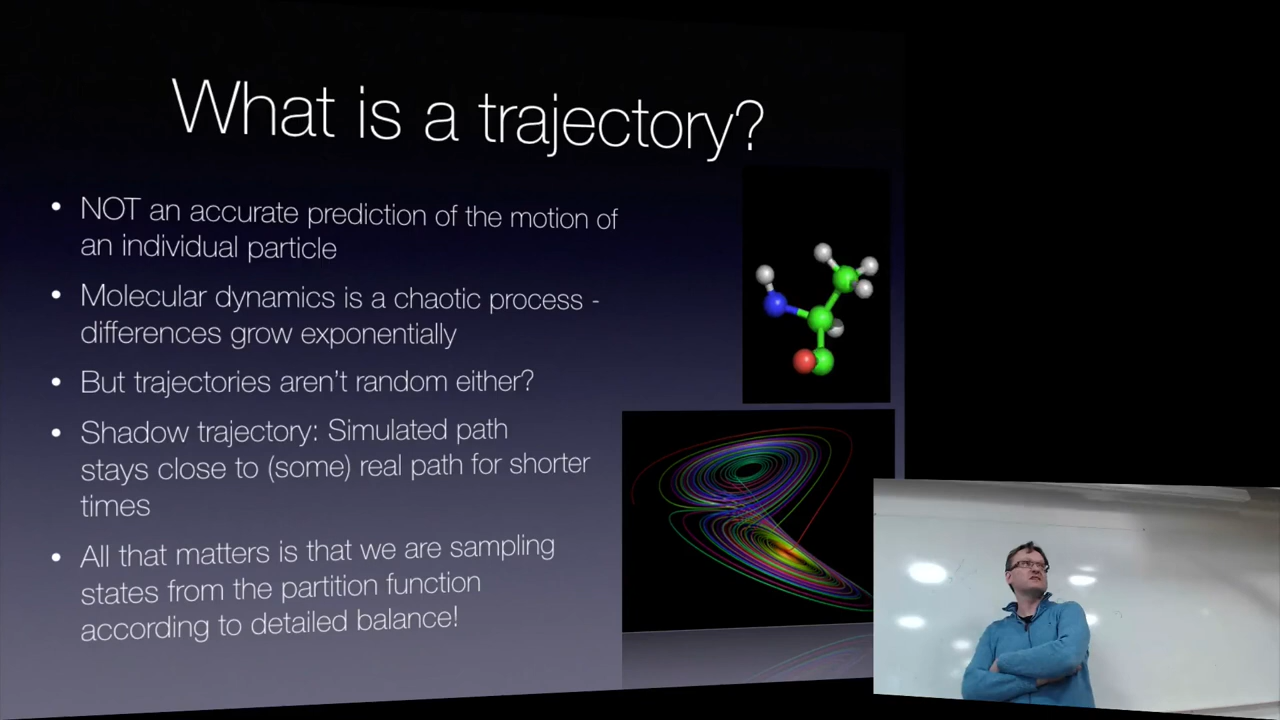 What is a trajectory?
• NOT an accurate prediction of the motion of
an individual particle
• Molecular dynamics is a chaotic process -
differences grow exponentially
• But trajectories aren't random either?
• Shadow trajectory: Simulated path
stays close to (some) real path for shorter
times
• All that matters is that we are sampling
states from the partition function
according to detailed balance!